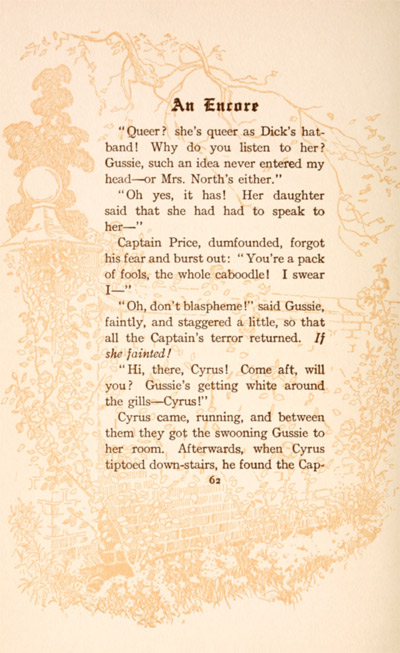 An Encore
"Queer? she's queer as Dick's hat-
band! Why do you listen to her?
Gussie, such an idea never entered my
head—or Mrs. North's either."
"Oh yes, it has! Her daughter
said that she had had to speak to
her—"
Captain Price, dumfounded, forgot
his fear and burst out: "You're a pack
of fools, the whole caboodle! I swear
I—"
"Oh, don't blaspheme!" said Gussie,
faintly, and staggered a little, so that
all the Captain's terror returned. If
she fainted!
"Hi, there, Cyrus! Come aft, will
you? Gussie's getting white around
the gills—Cyrus!"
Cyrus came, running, and between
them they got the swooning Gussie to
her room. Afterwards, when Cyrus
tiptoed down-stairs, he found the Cap-
62